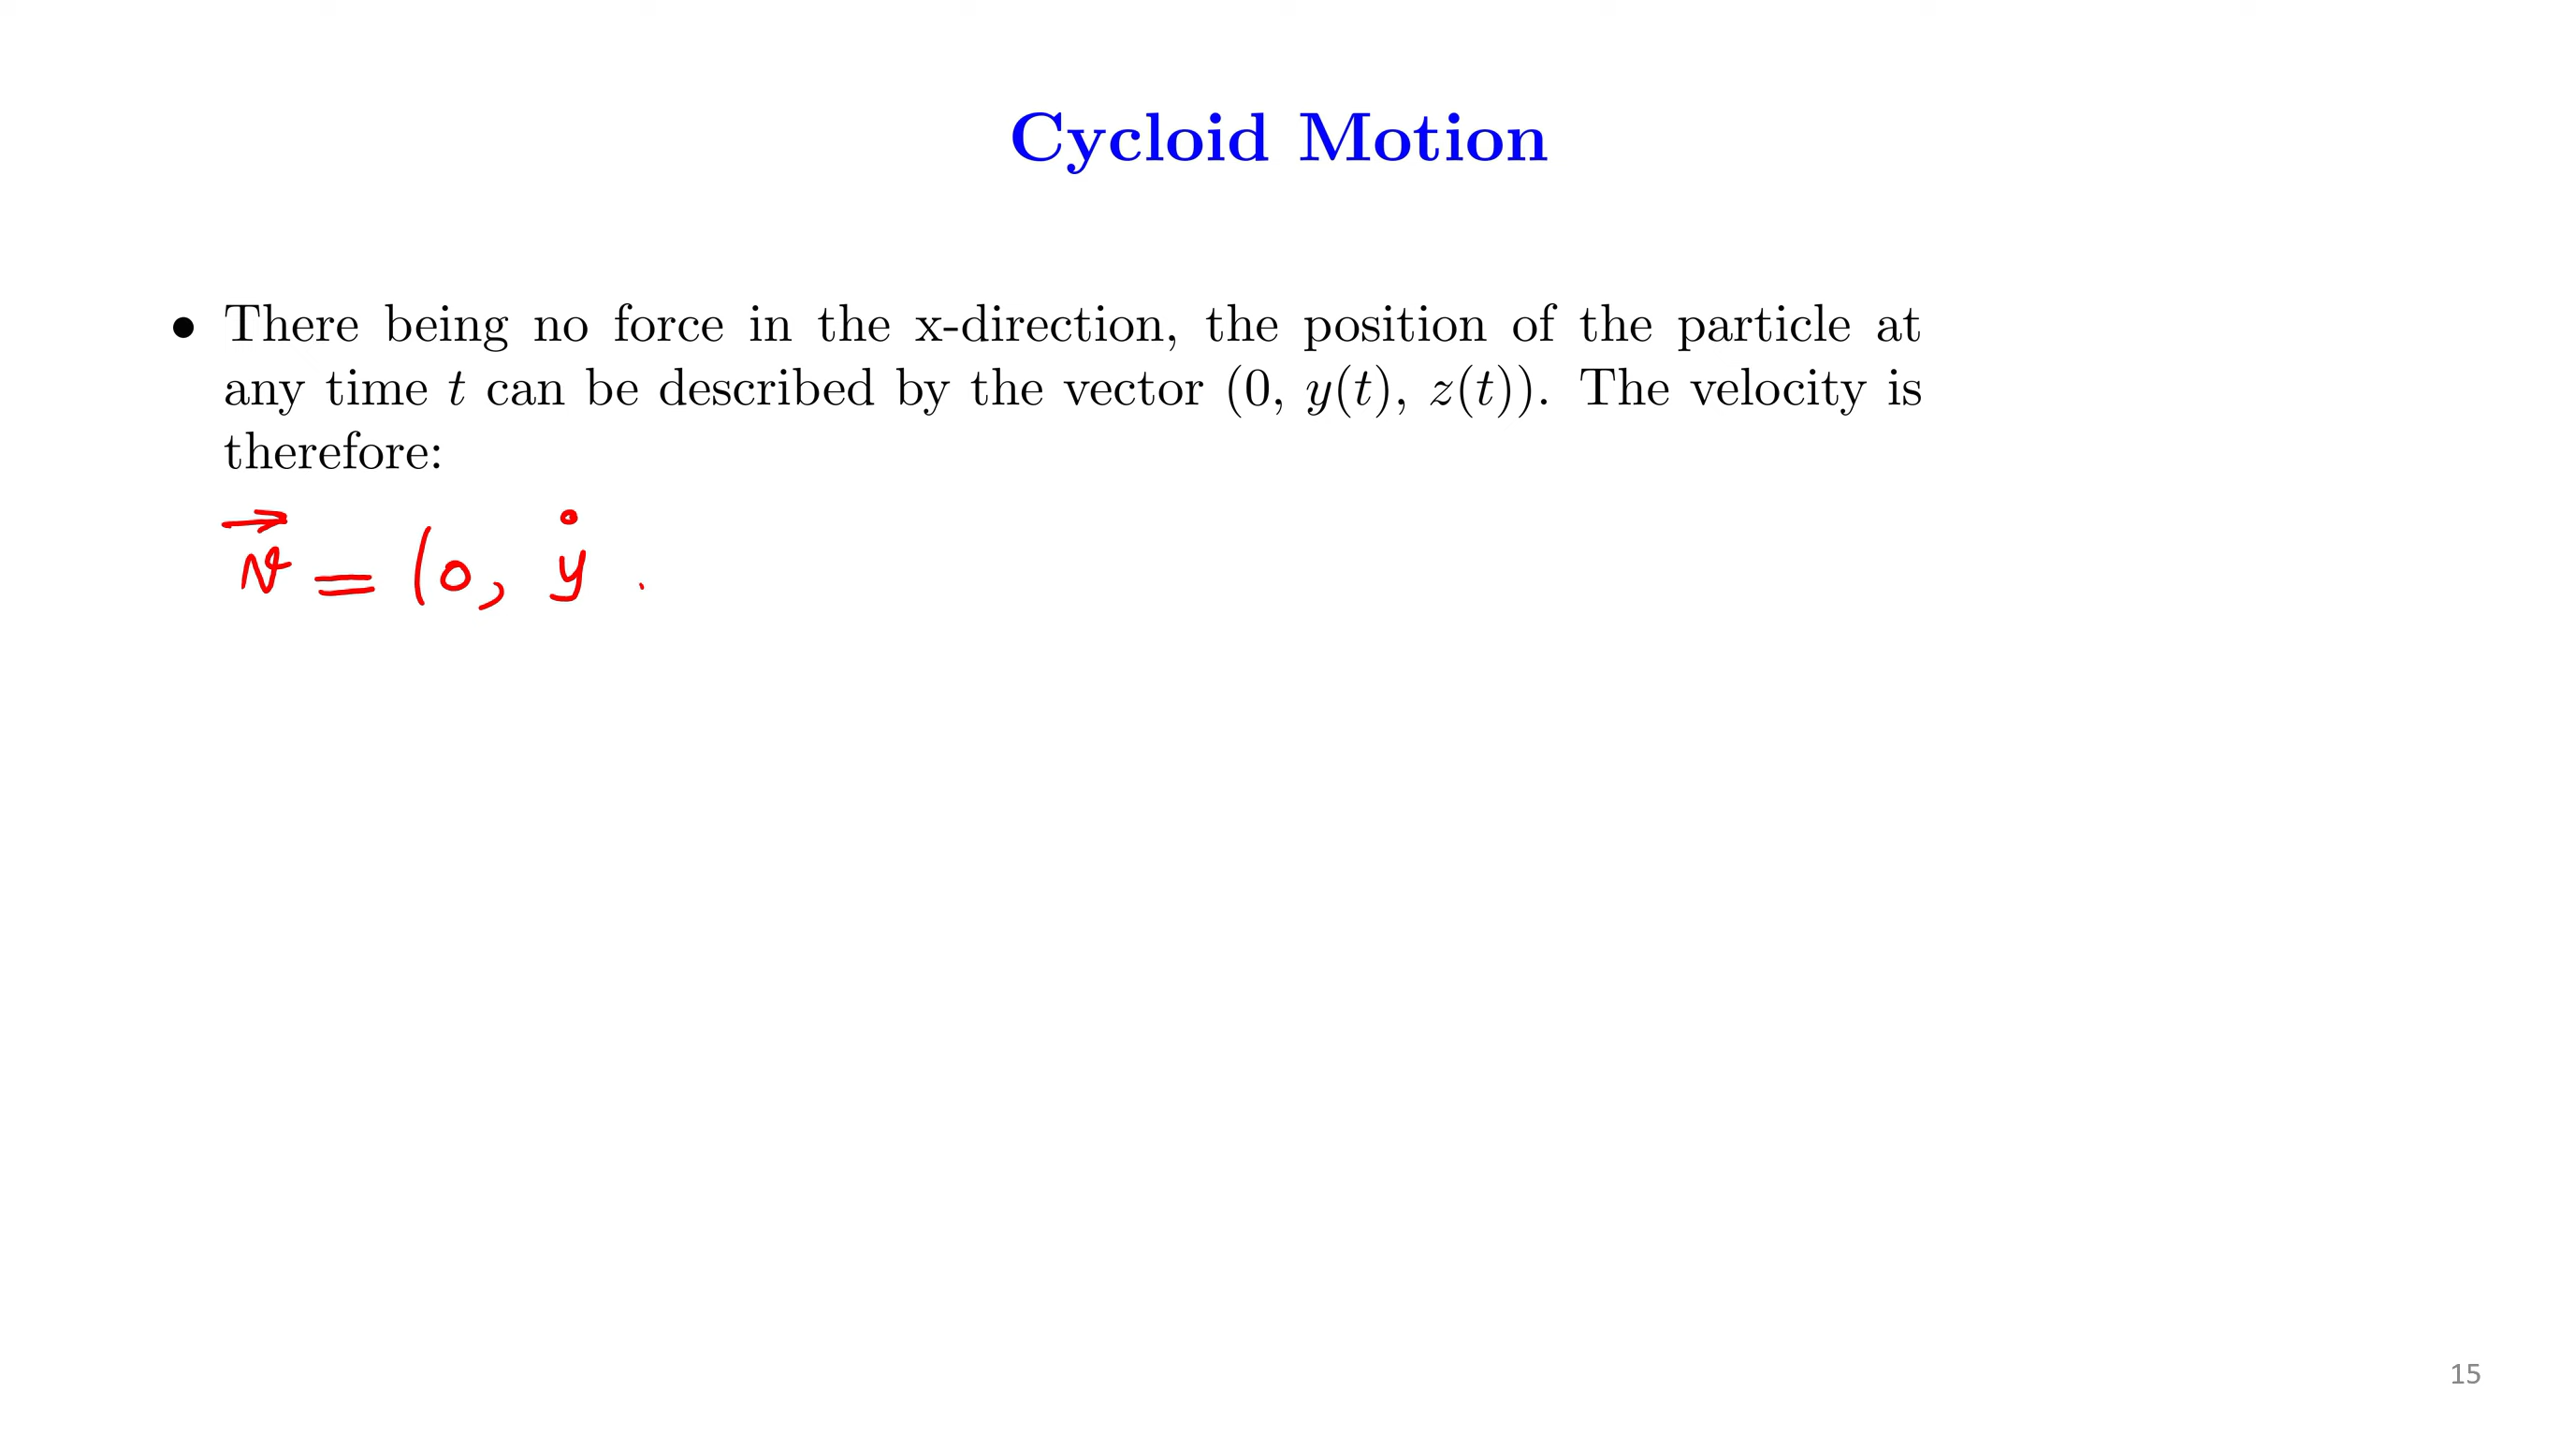 Cycloid Motion
• There being no force in the x-direction, the position of the particle at
any time t can be described by the vector (0, y(t), z(t)). The velocity is
therefore:
v⃗ = (0, ẏ .
15